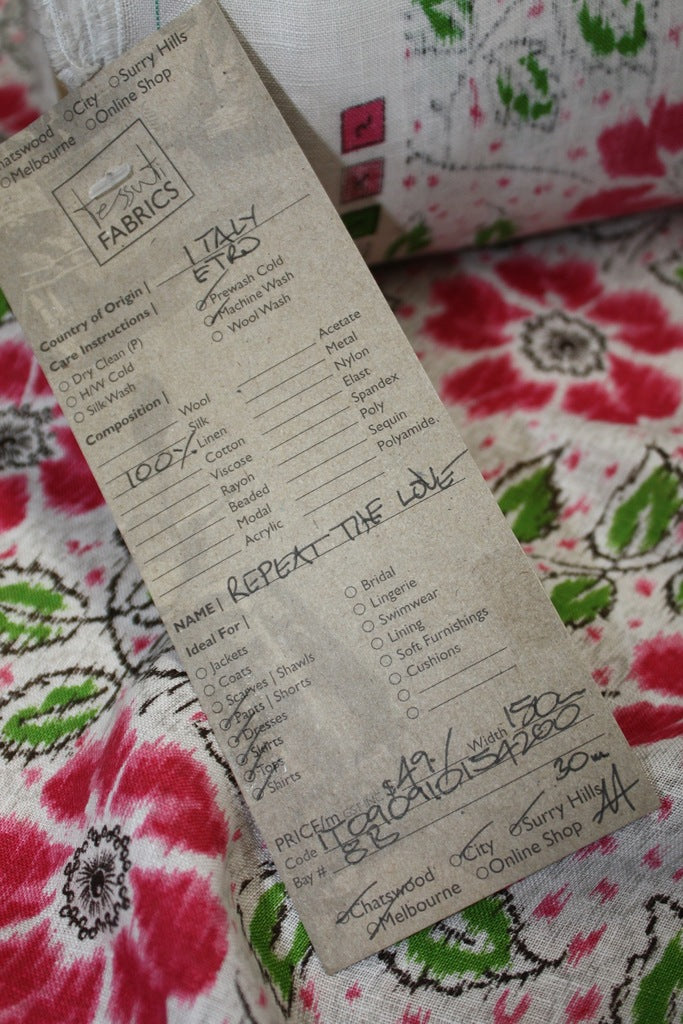 Chatswood City Surry Hills
Melbourne Online Shop
tessuti
FABRICS
Country of Origin | ITALY
ETRO
Care Instructions |
Dry Clean (P)
H/W Cold
Silk Wash
Prewash Cold
Machine Wash
Wool Wash
Composition |
Wool
Silk
100% Linen
Cotton
Viscose
Rayon
Beaded
Modal
Acrylic
Acetate
Metal
Nylon
Elast
Spandex
Poly
Sequin
Polyamide.
NAME | REPEAT THE LOVE
Ideal For |
Jackets
Coats
Scarves | Shawls
Pants | Shorts
Dresses
Skirts
Tops
Shirts
Bridal
Lingerie
Swimwear
Lining
Soft Furnishings
Cushions
PRICE/m $49/ Width 150
Code
Bay # 8B 30m
Chatswood City Surry Hills
Melbourne Online Shop